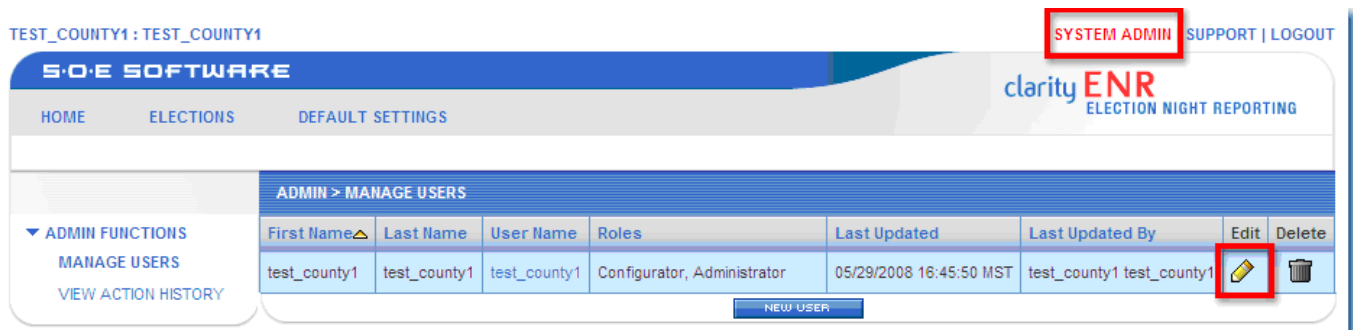 TEST_COUNTY1 : TEST_COUNTY1
SYSTEM ADMIN | SUPPORT | LOGOUT
S·O·E SOFTWARE
clarity ENR
ELECTION NIGHT REPORTING
HOME ELECTIONS DEFAULT SETTINGS
ADMIN > MANAGE USERS
ADMIN FUNCTIONS
MANAGE USERS
VIEW ACTION HISTORY
First Name Last Name User Name Roles Last Updated Last Updated By Edit Delete
test_county1 test_county1 test_county1 Configurator, Administrator 05/29/2008 16:45:50 MST test_county1 test_county1
NEW USER